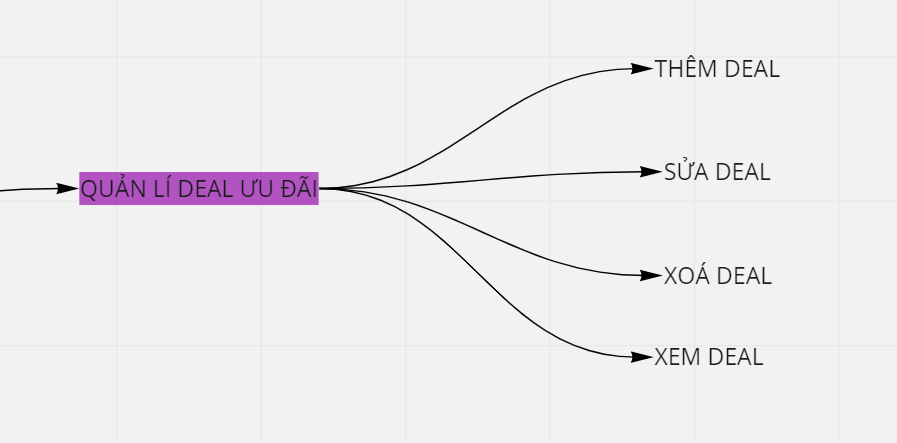 QUẢN LÍ DEAL ƯU ĐÃI
THÊM DEAL
SỬA DEAL
XOÁ DEAL
XEM DEAL